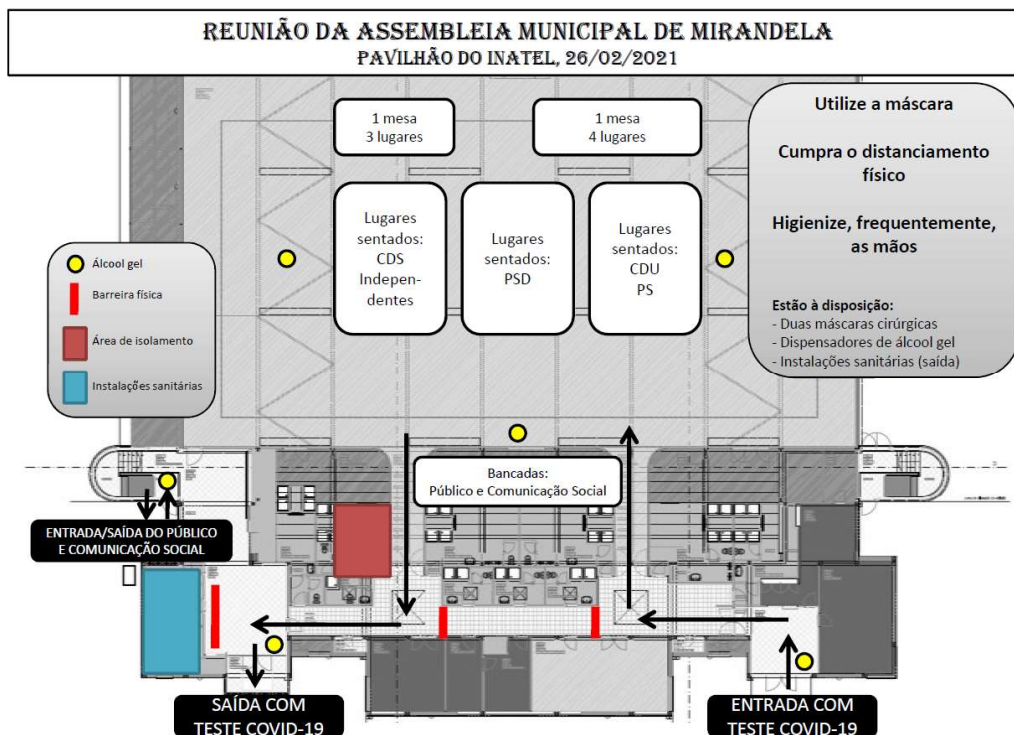 REUNIÃO DA ASSEMBLEIA MUNICIPAL DE MIRANDELA
PAVILHÃO DO INATEL, 26/02/2021
1 mesa
3 lugares
1 mesa
4 lugares
Utilize a máscara
Cumpra o distanciamento
físico
Higienize, frequentemente,
as mãos
Estão à disposição:
- Duas máscaras cirúrgicas
- Dispensadores de álcool gel
- Instalações sanitárias (saída)
Lugares
sentados:
CDS
Indepen-
dentes
Lugares
sentados:
PSD
Lugares
sentados:
CDU
PS
Álcool gel
Barreira física
Área de isolamento
Instalações sanitárias
Bancadas:
Público e Comunicação Social
ENTRADA/SAÍDA DO PÚBLICO
E COMUNICAÇÃO SOCIAL
SAÍDA COM
TESTE COVID-19
ENTRADA COM
TESTE COVID-19